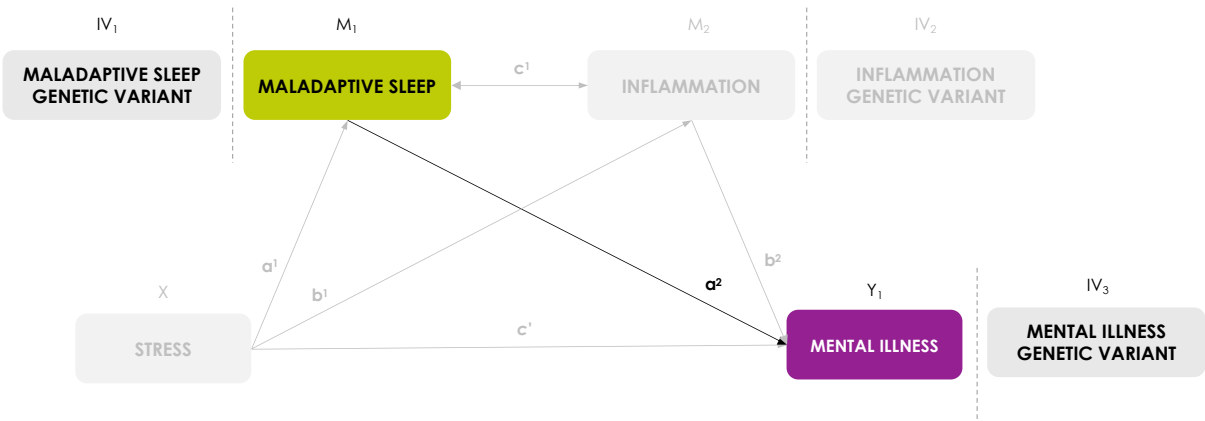 IV₁
M₁
M₂
IV₂
MALADAPTIVE SLEEP
GENETIC VARIANT
MALADAPTIVE SLEEP
c¹
INFLAMMATION
INFLAMMATION
GENETIC VARIANT
a¹
b¹
a²
b²
X
Y₁
IV₃
STRESS
c'
MENTAL ILLNESS
MENTAL ILLNESS
GENETIC VARIANT